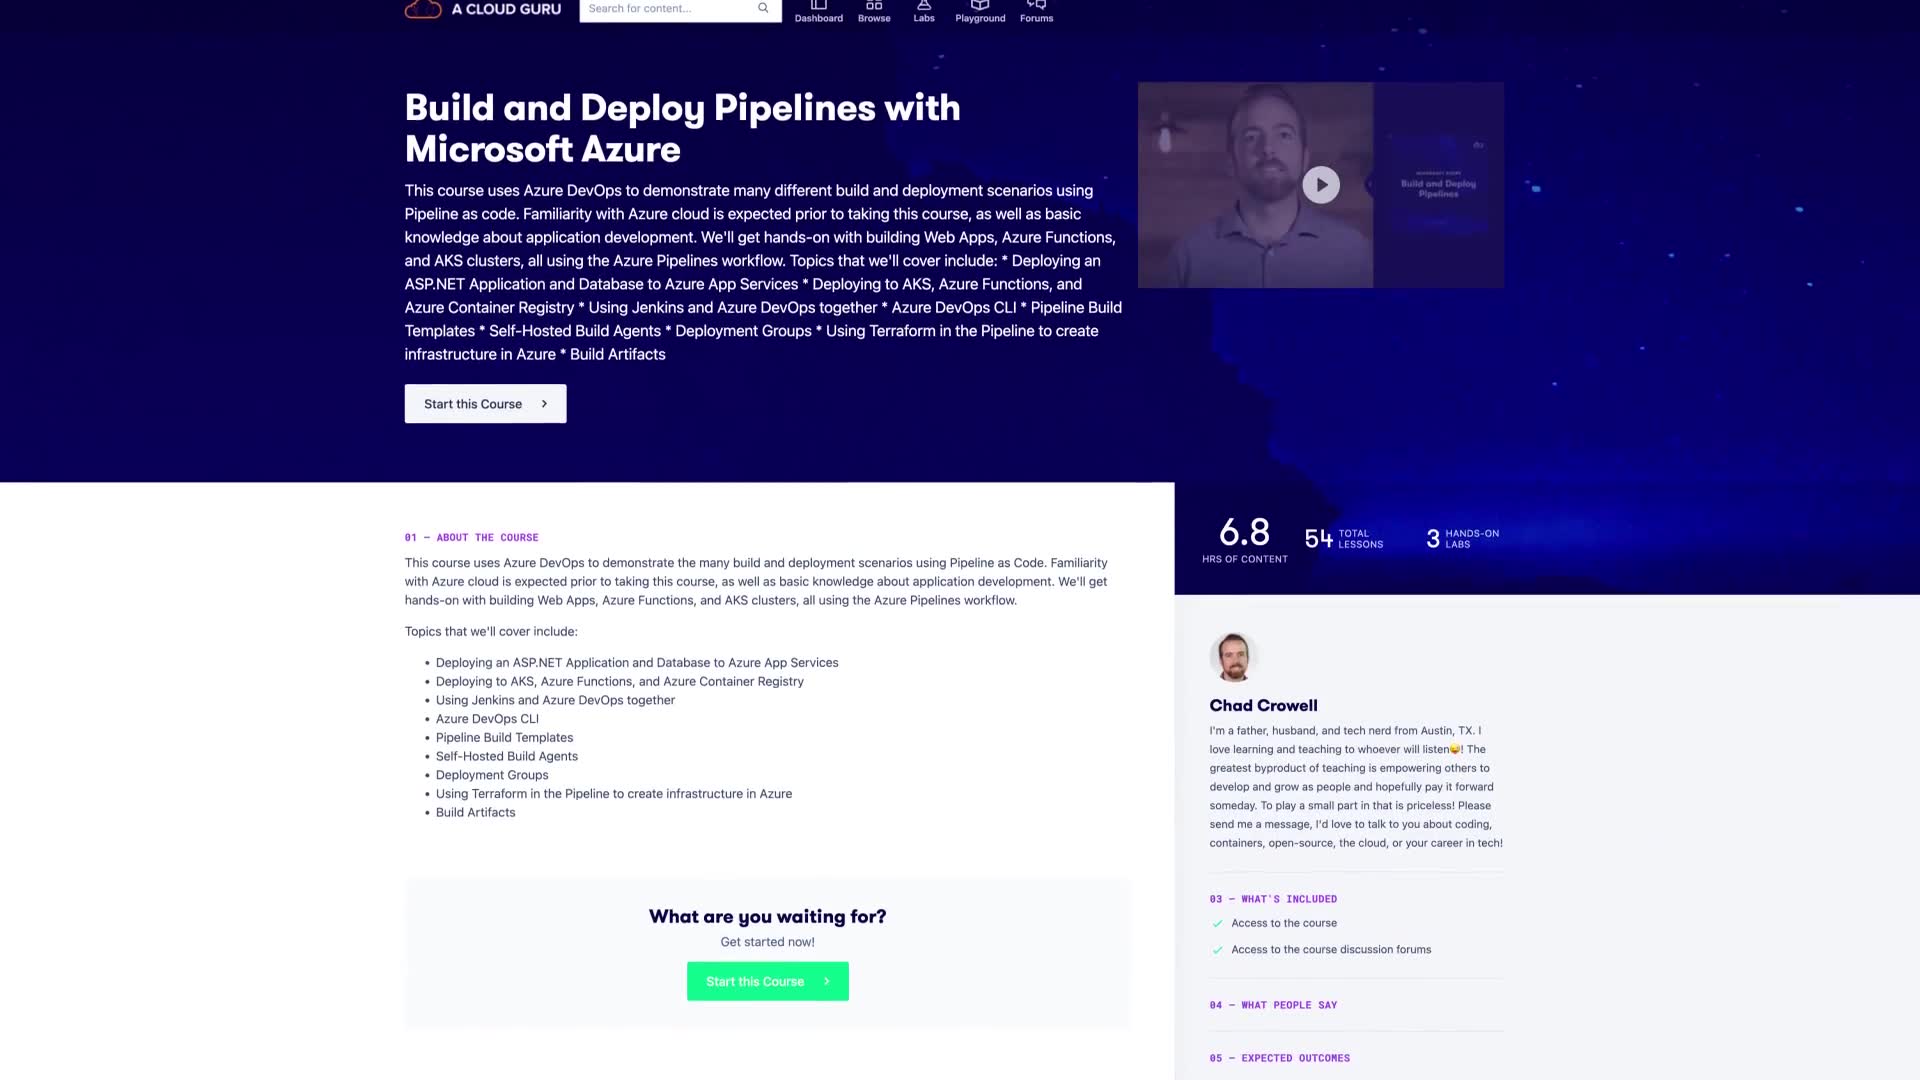 A CLOUD GURU
Search for content...
Dashboard
Browse
Labs
Playground
Forums
Build and Deploy Pipelines with
Microsoft Azure
This course uses Azure DevOps to demonstrate many different build and deployment scenarios using
Pipeline as code. Familiarity with Azure cloud is expected prior to taking this course, as well as basic
knowledge about application development. We'll get hands-on with building Web Apps, Azure Functions,
and AKS clusters, all using the Azure Pipelines workflow. Topics that we'll cover include: * Deploying an
ASP.NET Application and Database to Azure App Services * Deploying to AKS, Azure Functions, and
Azure Container Registry * Using Jenkins and Azure DevOps together * Azure DevOps CLI * Pipeline Build
Templates * Self-Hosted Build Agents * Deployment Groups * Using Terraform in the Pipeline to create
infrastructure in Azure * Build Artifacts
Start this Course
Build and Deploy
Pipelines
01 — ABOUT THE COURSE
This course uses Azure DevOps to demonstrate the many build and deployment scenarios using Pipeline as Code. Familiarity
with Azure cloud is expected prior to taking this course, as well as basic knowledge about application development. We'll get
hands-on with building Web Apps, Azure Functions, and AKS clusters, all using the Azure Pipelines workflow.
Topics that we'll cover include:
• Deploying an ASP.NET Application and Database to Azure App Services
• Deploying to AKS, Azure Functions, and Azure Container Registry
• Using Jenkins and Azure DevOps together
• Azure DevOps CLI
• Pipeline Build Templates
• Self-Hosted Build Agents
• Deployment Groups
• Using Terraform in the Pipeline to create infrastructure in Azure
• Build Artifacts
What are you waiting for?
Get started now!
Start this Course
6.8
HRS OF CONTENT
54 TOTAL
LESSONS
3 HANDS-ON
LABS
Chad Crowell
I'm a father, husband, and tech nerd from Austin, TX. I
love learning and teaching to whoever will listen😜! The
greatest byproduct of teaching is empowering others to
develop and grow as people and hopefully pay it forward
someday. To play a small part in that is priceless! Please
send me a message, I'd love to talk to you about coding,
containers, open-source, the cloud, or your career in tech!
03 — WHAT'S INCLUDED
Access to the course
Access to the course discussion forums
04 — WHAT PEOPLE SAY
05 — EXPECTED OUTCOMES